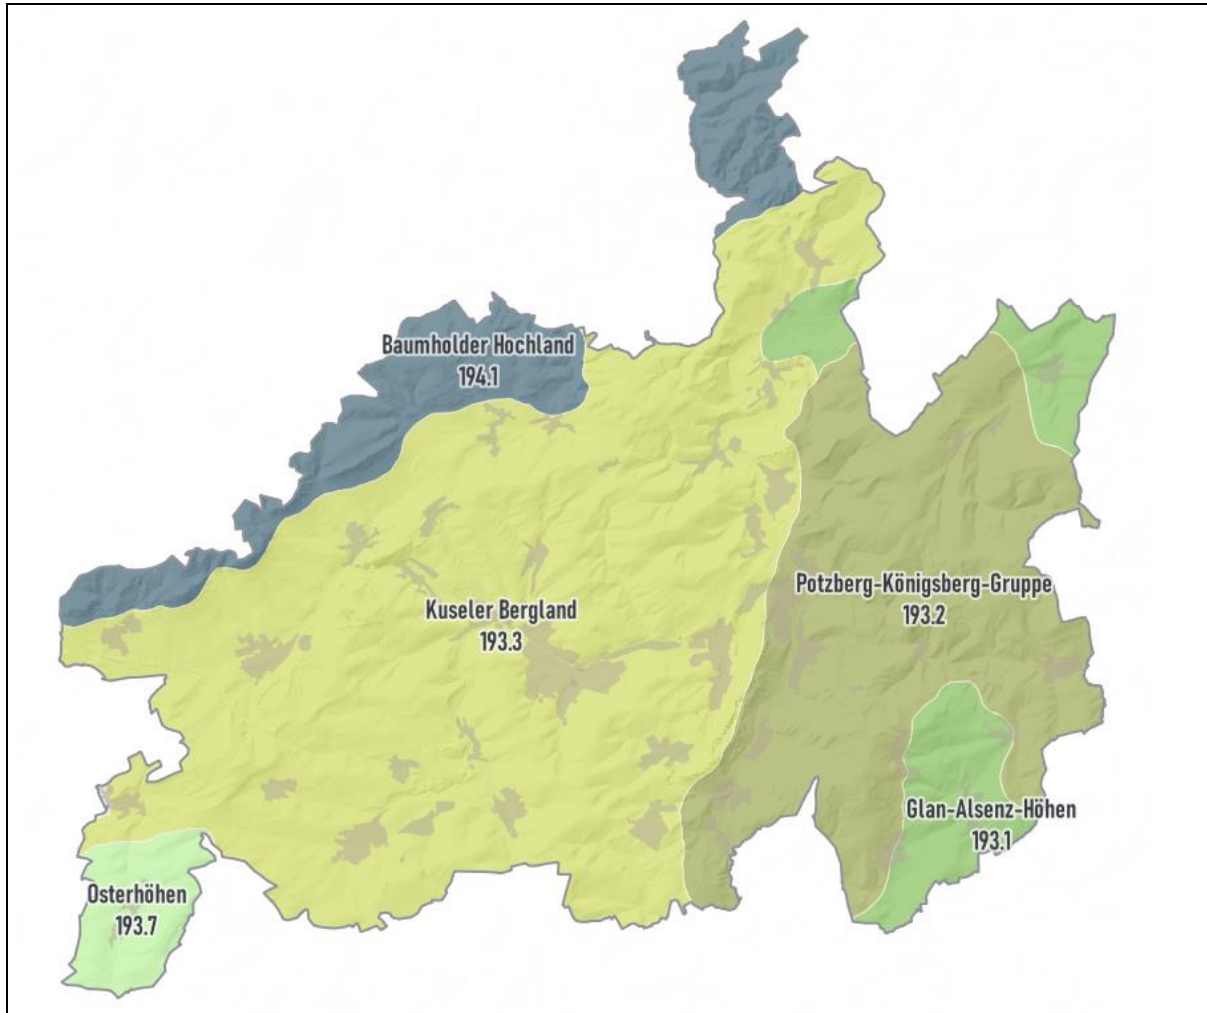 Baumholder Hochland
194.1
Potzberg-Königsberg-Gruppe
193.2
Kuseler Bergland
193.3
Glan-Alsenz-Höhen
193.1
Osterhöhen
193.7